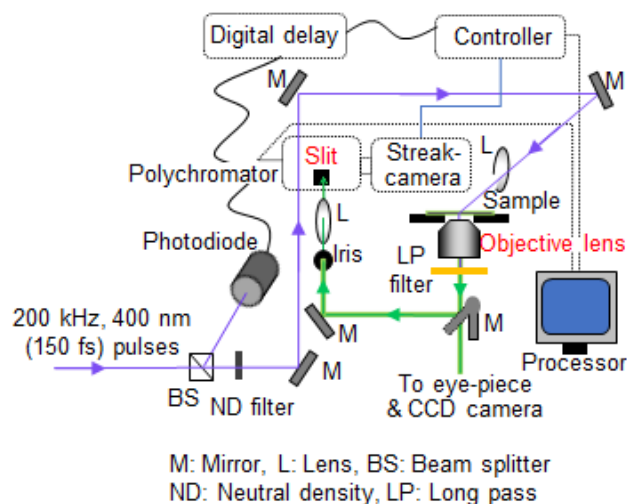 Digital delay
Controller
M
M
Slit
Streak-
camera
L
Polychromator
Sample
L
Photodiode
Objective lens
Iris
LP
filter
200 kHz, 400 nm
(150 fs) pulses
M
M
M
Processor
BS
ND filter
To eye-piece
& CCD camera
M: Mirror, L: Lens, BS: Beam splitter
ND: Neutral density, LP: Long pass